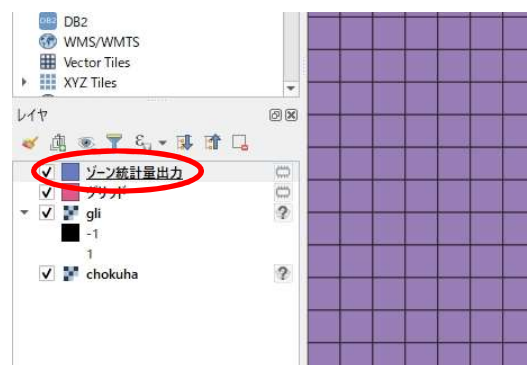 DB2
DB2
WMS/WMTS
Vector Tiles
XYZ Tiles
レイヤ
ゾーン統計量出力
グリッド
gli
?
-1
1
chokuha
?